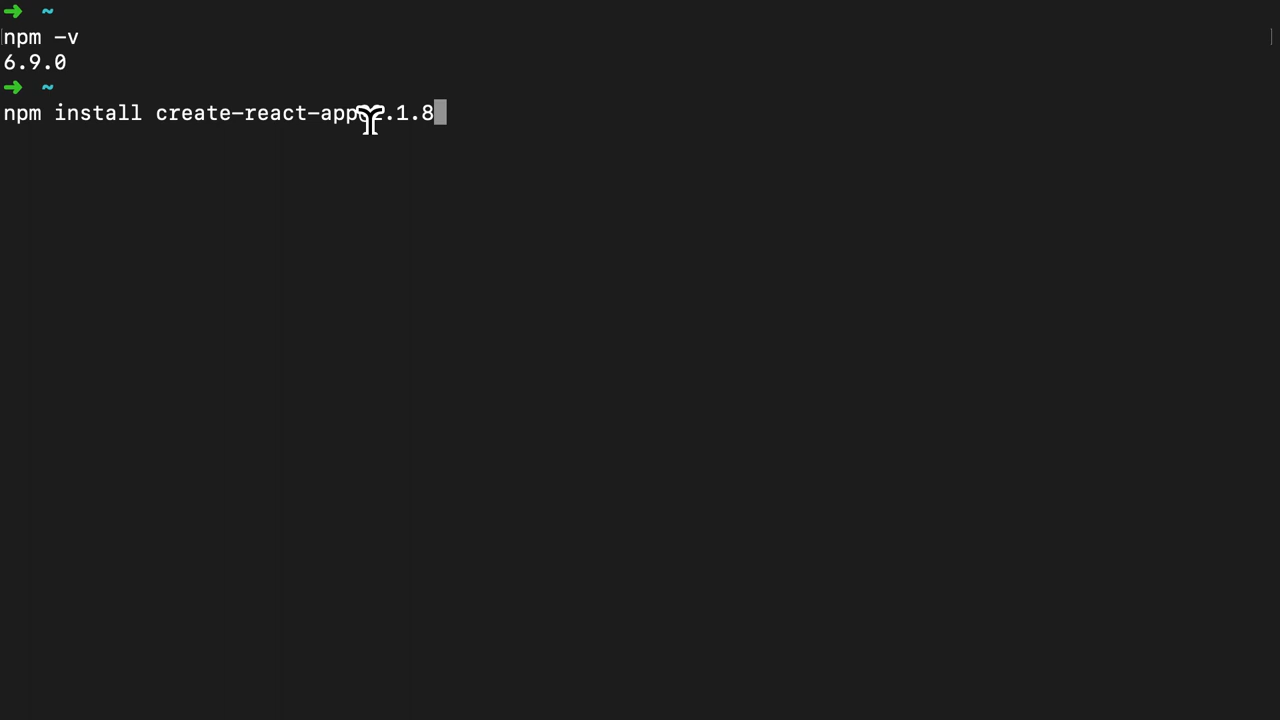 ➜ ~
npm -v
6.9.0
➜ ~
npm install create-react-app .1.8